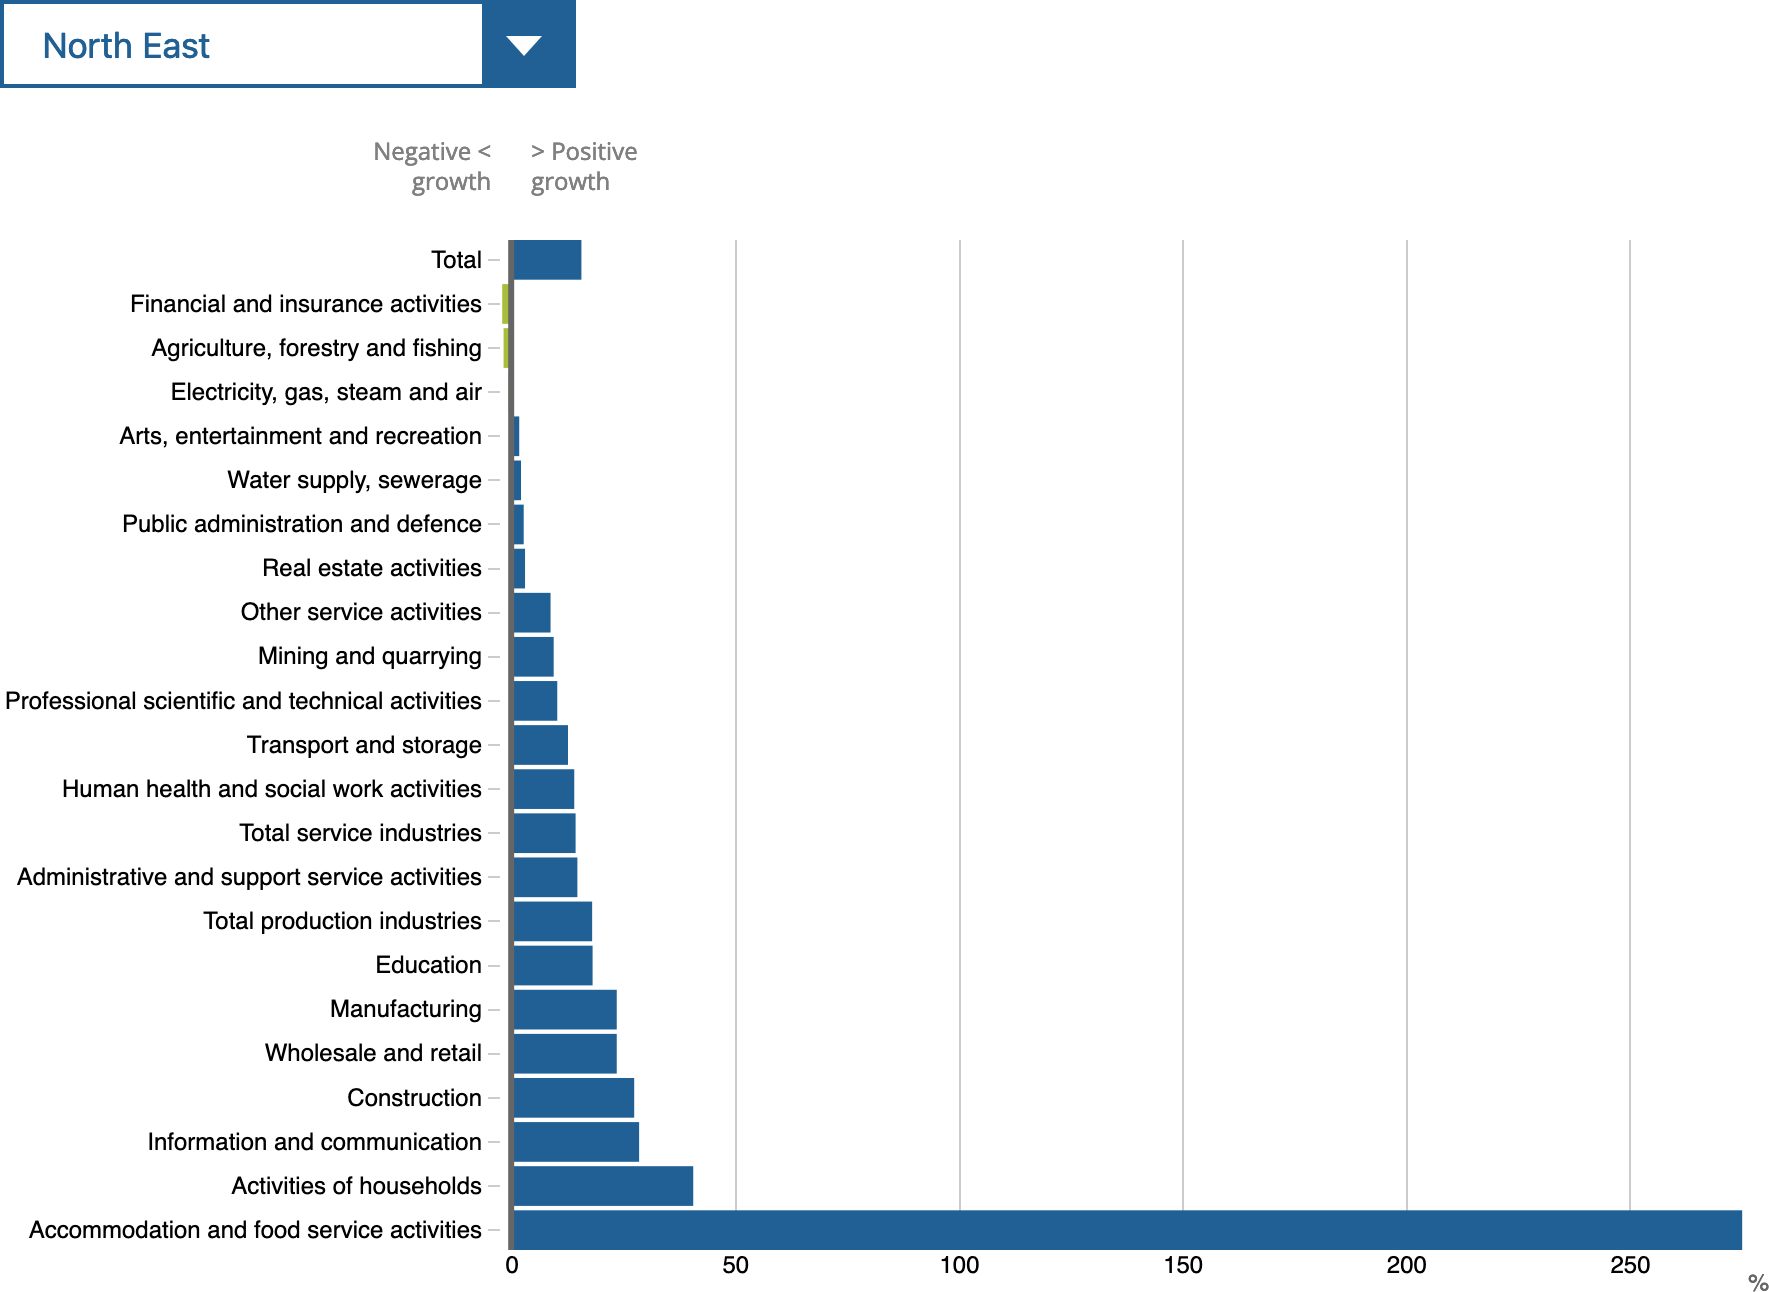 North East
Negative < > Positive
growth growth
Total
Financial and insurance activities
Agriculture, forestry and fishing
Electricity, gas, steam and air
Arts, entertainment and recreation
Water supply, sewerage
Public administration and defence
Real estate activities
Other service activities
Mining and quarrying
Professional scientific and technical activities
Transport and storage
Human health and social work activities
Total service industries
Administrative and support service activities
Total production industries
Education
Manufacturing
Wholesale and retail
Construction
Information and communication
Activities of households
Accommodation and food service activities
0 50 100 150 200 250
%